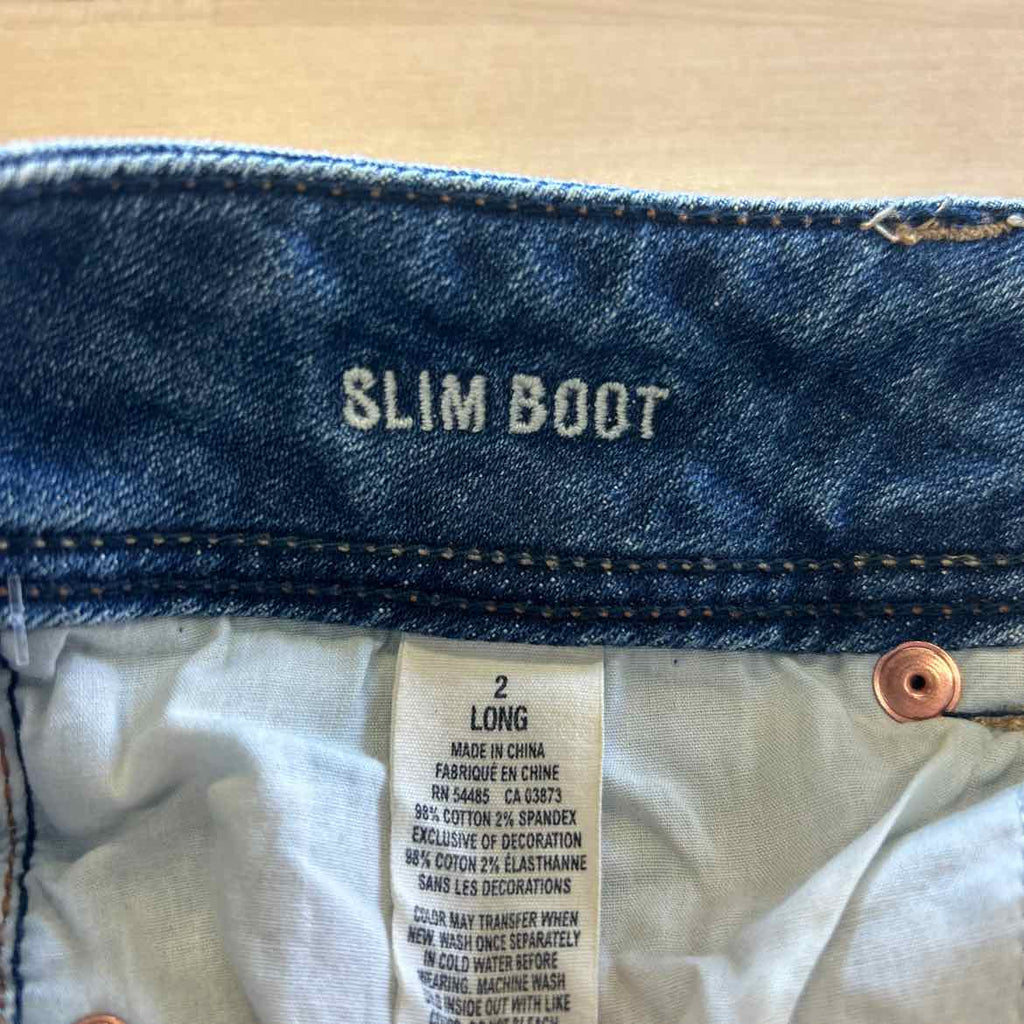 SLIM BOOT
2
LONG
MADE IN CHINA
FABRIQUÉ EN CHINE
RN 54485 CA 03873
98% COTTON 2% SPANDEX
EXCLUSIVE OF DECORATION
98% COTON 2% ÉLASTHANNE
SANS LES DECORATIONS
COLOR MAY TRANSFER WHEN
NEW. WASH ONCE SEPARATELY
IN COLD WATER BEFORE
WEARING. MACHINE WASH
INSIDE OUT WITH LIKE
NOT BLEACH